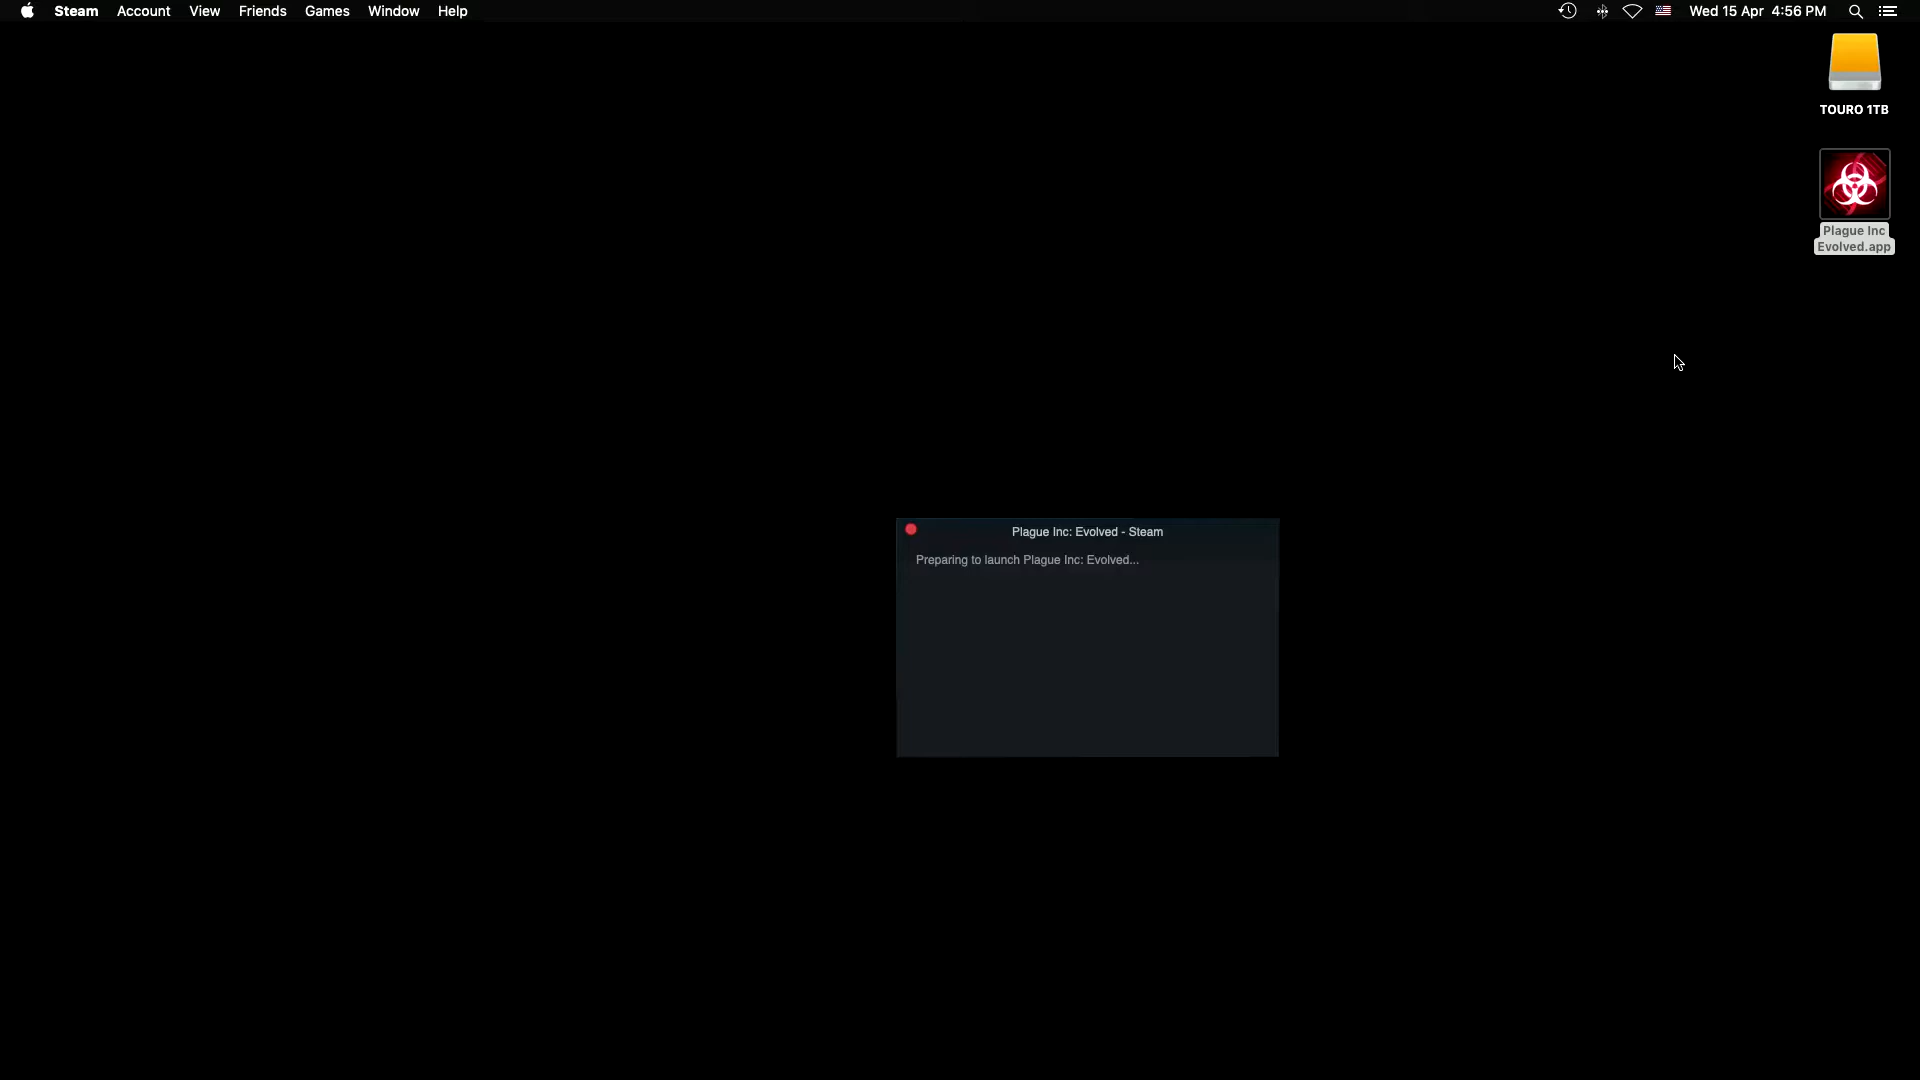 Steam Account View Friends Games Window Help
Wed 15 Apr 4:56 PM
TOURO 1TB
Plague Inc
Evolved.app
Plague Inc: Evolved - Steam
Preparing to launch Plague Inc: Evolved...